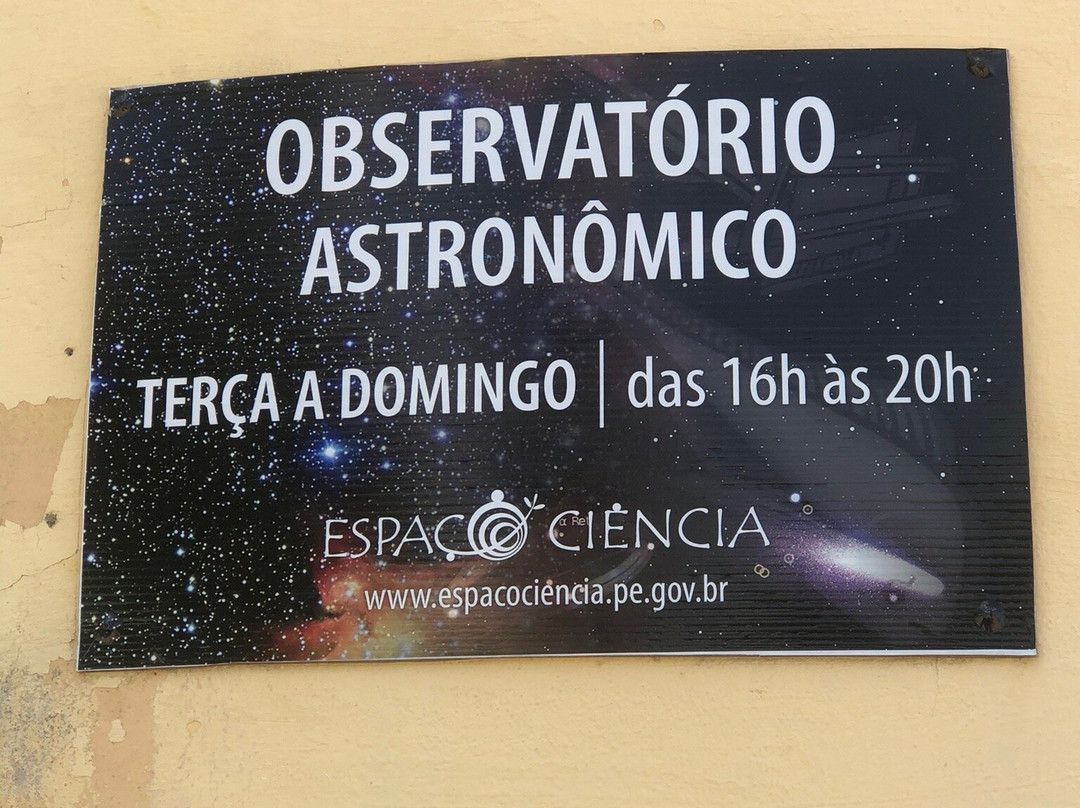 OBSERVATÓRIO
ASTRONÔMICO
TERÇA A DOMINGO | das 16h às 20h
ESPAÇO CIÊNCIA
www.espacociencia.pe.gov.br